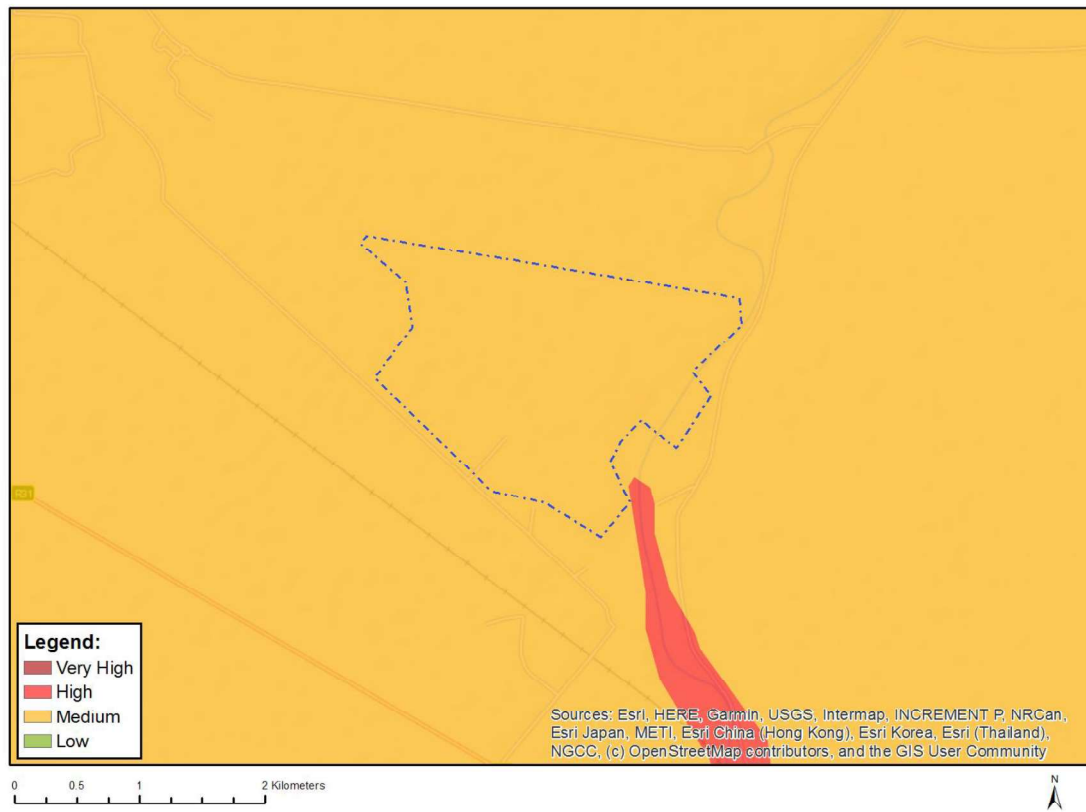 R31
Legend:
Very High
High
Medium
Low
Sources: Esri, HERE, Garmin, USGS, Intermap, INCREMENT P, NRCan,
Esri Japan, METI, Esri China (Hong Kong), Esri Korea, Esri (Thailand),
NGCC, (c) OpenStreetMap contributors, and the GIS User Community
0 0.5 1 2 Kilometers
N